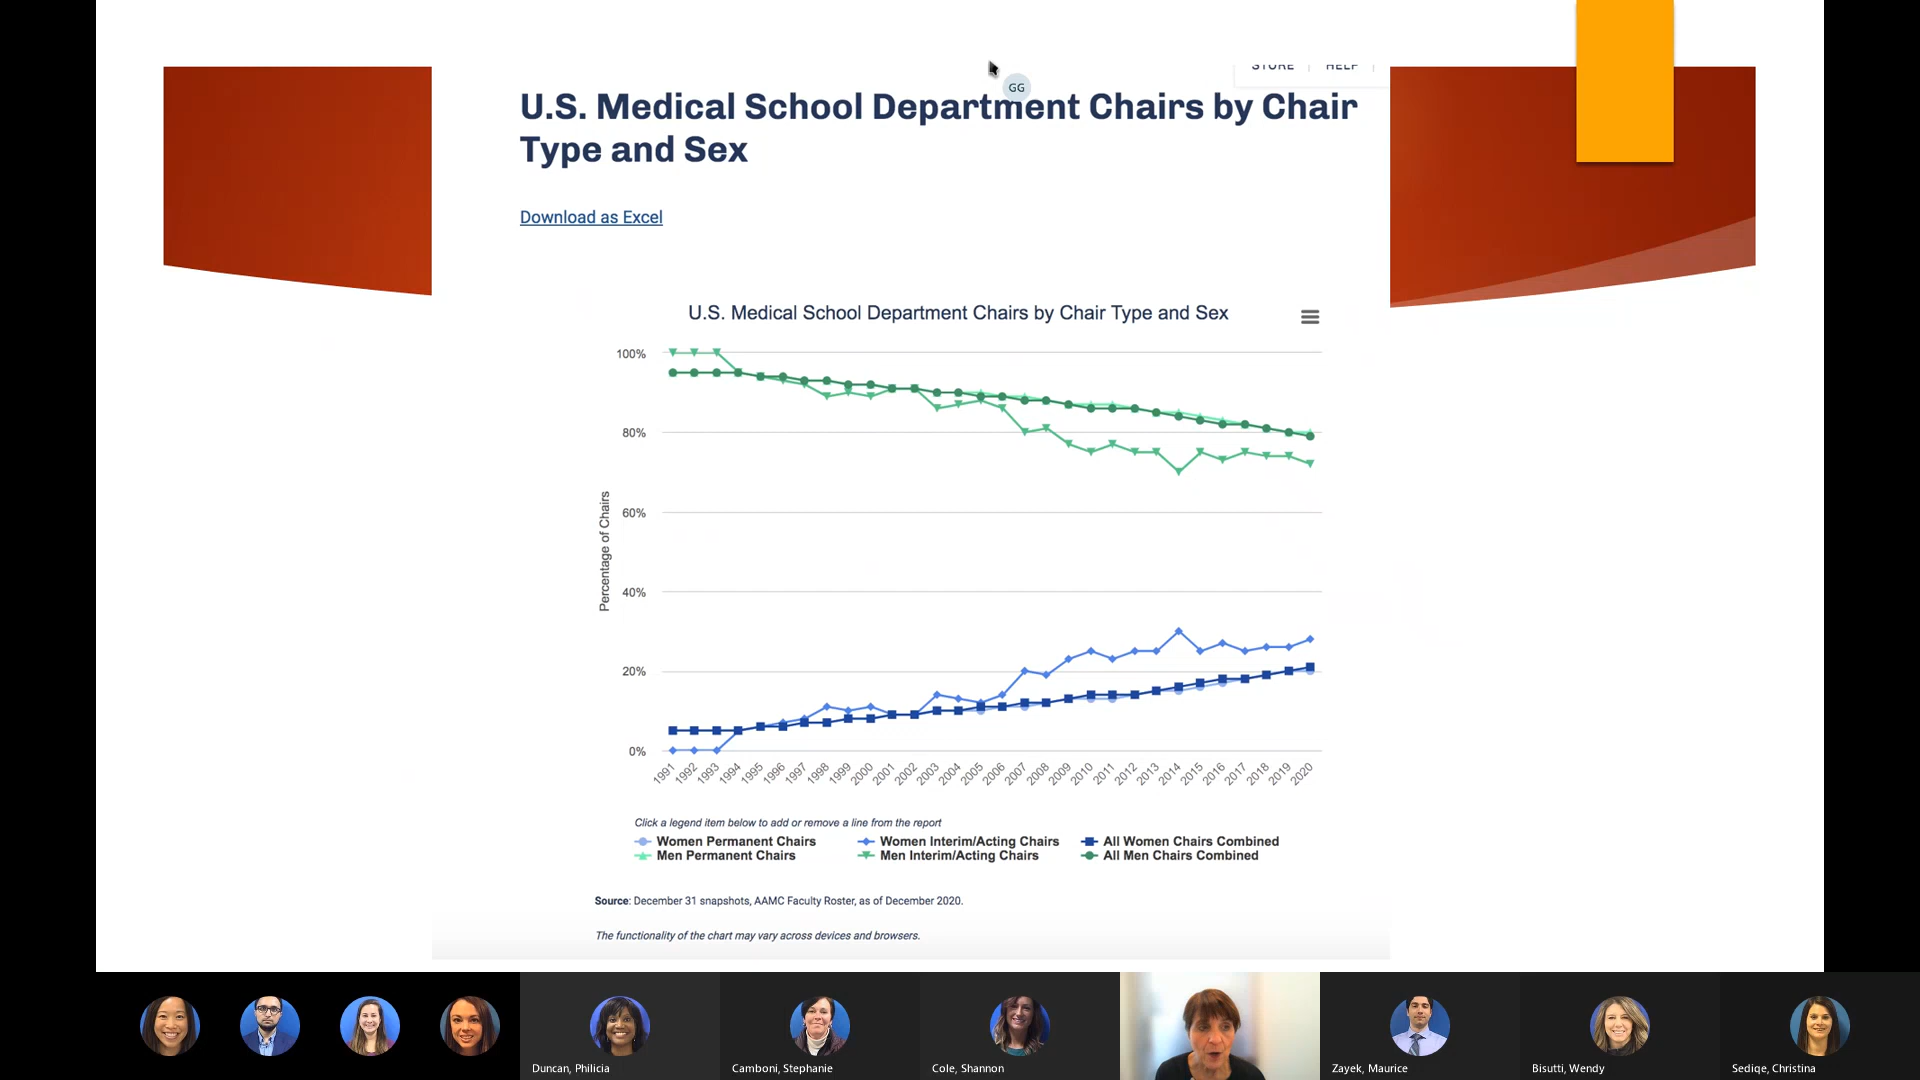 STORE | HELP |
GG
U.S. Medical School Department Chairs by Chair
Type and Sex
Download as Excel
U.S. Medical School Department Chairs by Chair Type and Sex
100%
80%
60%
40%
20%
0%
Percentage of Chairs
1991 1992 1993 1994 1995 1996 1997 1998 1999 2000 2001 2002 2003 2004 2005 2006 2007 2008 2009 2010 2011 2012 2013 2014 2015 2016 2017 2018 2019 2020
Click a legend item below to add or remove a line from the report
Women Permanent Chairs Women Interim/Acting Chairs All Women Chairs Combined
Men Permanent Chairs Men Interim/Acting Chairs All Men Chairs Combined
Source: December 31 snapshots, AAMC Faculty Roster, as of December 2020.
The functionality of the chart may vary across devices and browsers.
Duncan, Philicia
Camboni, Stephanie
Cole, Shannon
Zayek, Maurice
Bisutti, Wendy
Sediqe, Christina